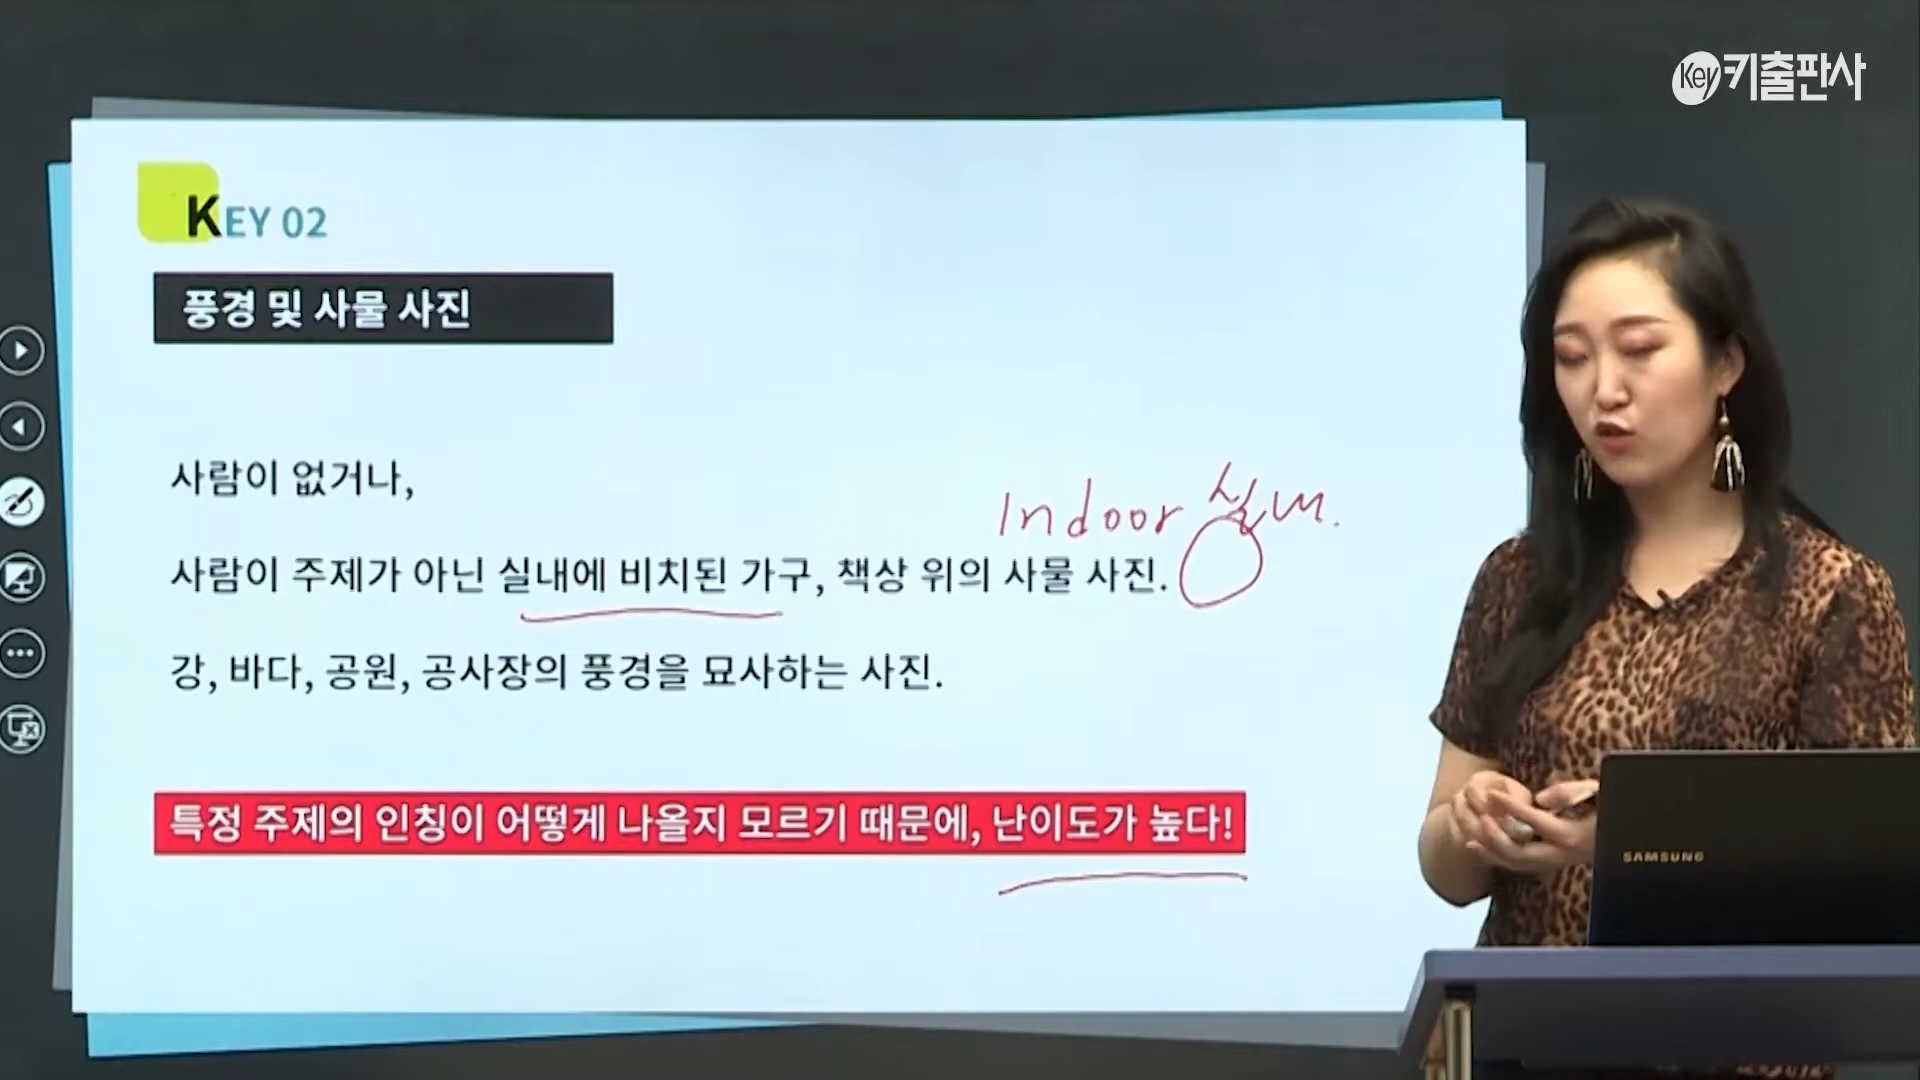 Key 키출판사
KEY 02
풍경 및 사물 사진
사람이 없거나,
Indoor 실내.
사람이 주제가 아닌 실내에 비치된 가구, 책상 위의 사물 사진.
강, 바다, 공원, 공사장의 풍경을 묘사하는 사진.
특정 주제의 인칭이 어떻게 나올지 모르기 때문에, 난이도가 높다!
SAMSUNG